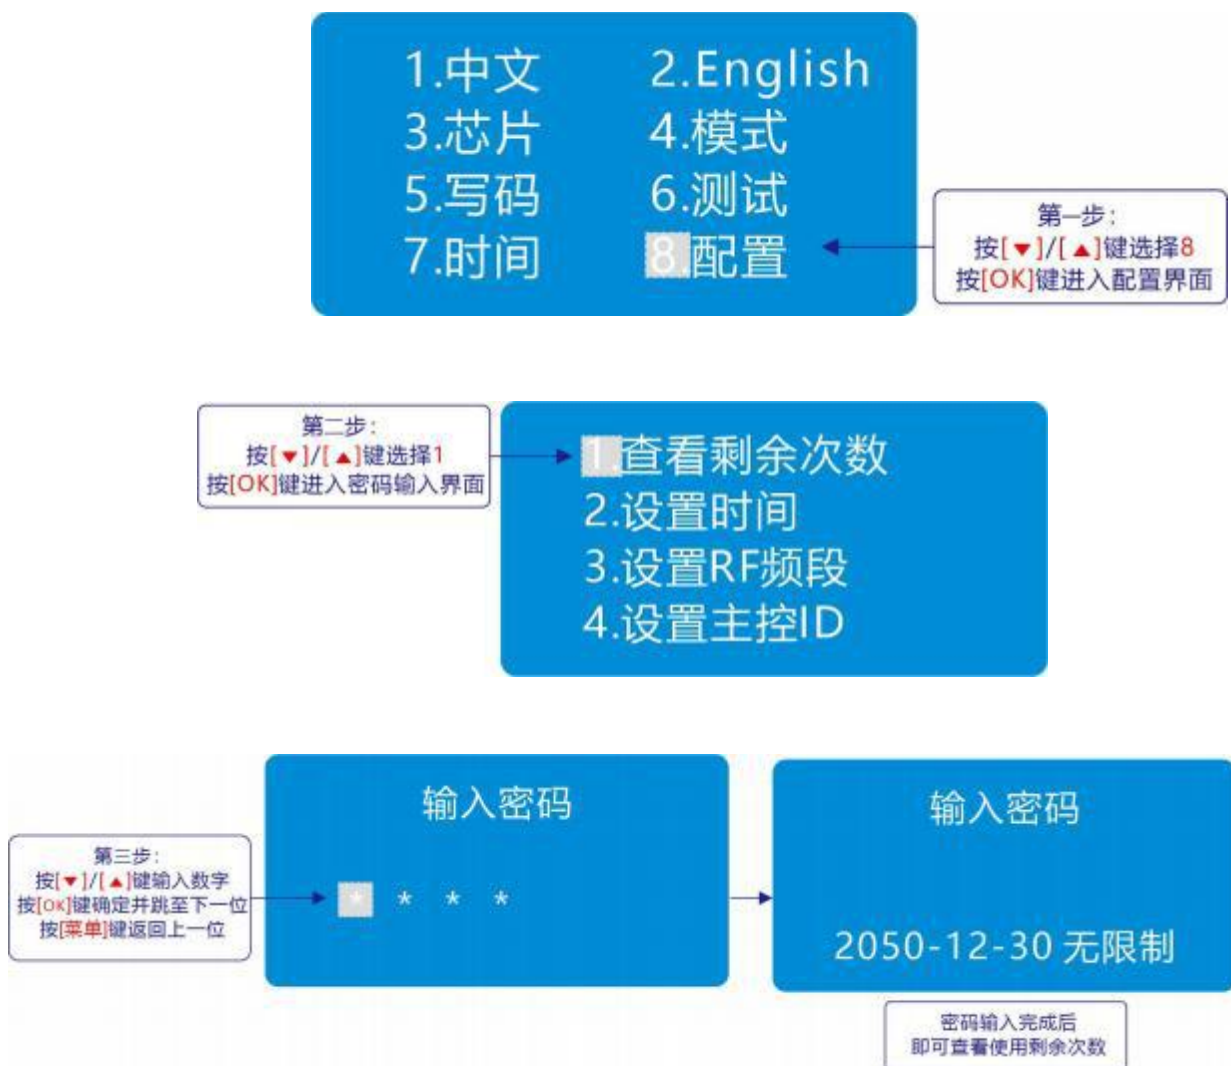 1.中文 2.English
3.芯片 4.模式
5.写码 6.测试
7.时间 8.配置
第一步：
按[▼]/[▲]键选择8
按[OK]键进入配置界面
第二步：
按[▼]/[▲]键选择1
按[OK]键进入密码输入界面
1.查看剩余次数
2.设置时间
3.设置RF频段
4.设置主控ID
第三步：
按[▼]/[▲]键输入数字
按[OK]键确定并跳至下一位
按[菜单]键返回上一位
输入密码
* * * *
输入密码
2050-12-30 无限制
密码输入完成后
即可查看使用剩余次数